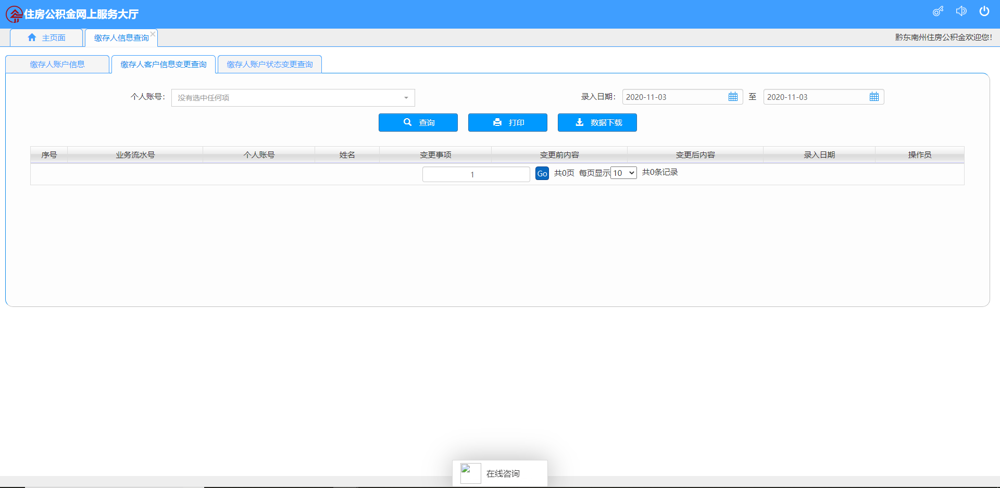 住房公积金网上服务大厅
主页面 缴存人信息查询
黔东南州住房公积金欢迎您！
缴存人账户信息 缴存人客户信息变更查询 缴存人账户状态变更查询
个人账号： 没有选中任何项 录入日期： 2020-11-03 至 2020-11-03
查询 打印 数据下载
序号 业务流水号 个人账号 姓名 变更事项 变更前内容 变更后内容 录入日期 操作员
1 Go 共0页 每页显示 10 共0条记录
在线咨询